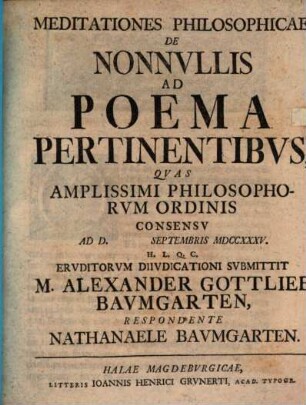 MEDITATIONES PHILOSOPHICAE
DE
NONNVLLIS
AD
POEMA
PERTINENTIBVS,
QVAS
AMPLISSIMI PHILOSOPHO-
RVM ORDINIS
CONSENSV
AD D. SEPTEMBRIS MDCCXXXV.
H. L. Q. C.
ERVDITORVM DIIVDICATIONI SVBMITTIT
M. ALEXANDER GOTTLIEB
BAVMGARTEN,
RESPONDENTE
NATHANAELE BAVMGARTEN.
HALAE MAGDEBVRGICAE,
LITTERIS IOANNIS HENRICI GRVNERTI, ACAD. TYPOGR.